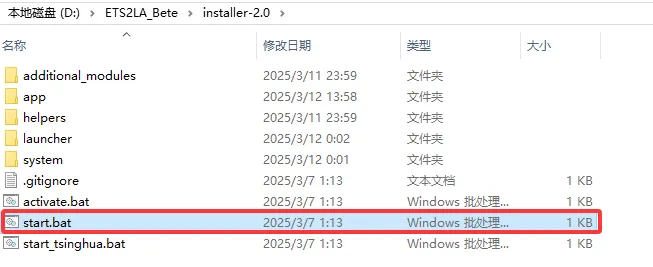 本地磁盘 (D:) > ETS2LA_Bete > installer-2.0 >
名称 修改日期 类型 大小
additional_modules 2025/3/11 23:59 文件夹
app 2025/3/12 13:58 文件夹
helpers 2025/3/11 23:59 文件夹
launcher 2025/3/12 0:02 文件夹
system 2025/3/12 0:01 文件夹
.gitignore 2025/3/7 1:13 文本文档 1 KB
activate.bat 2025/3/7 1:13 Windows 批处理... 1 KB
start.bat 2025/3/7 1:13 Windows 批处理... 1 KB
start_tsinghua.bat 2025/3/7 1:13 Windows 批处理... 1 KB